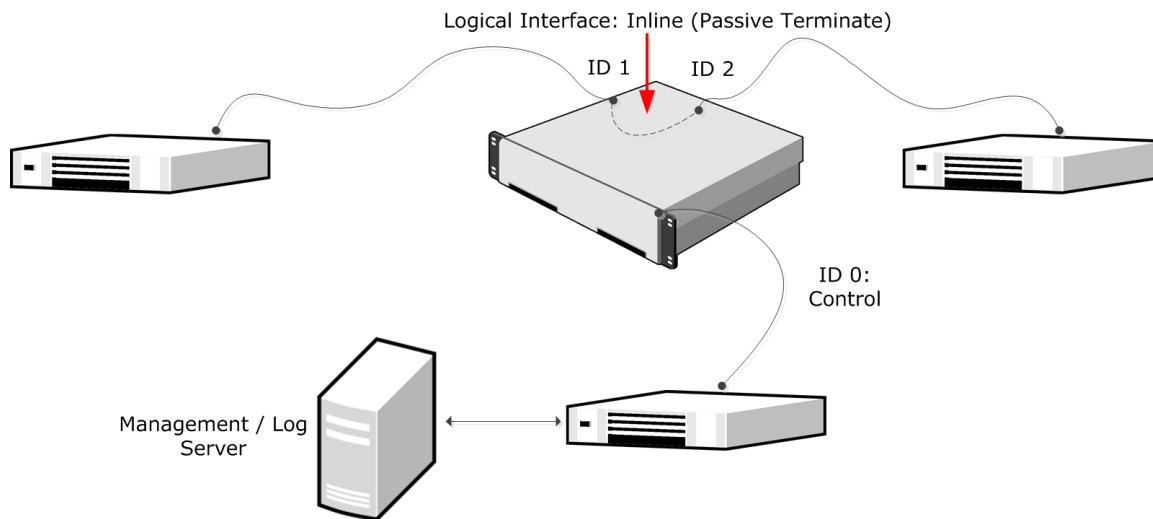 Logical Interface: Inline (Passive Terminate)
ID 1
ID 2
ID 0:
Control
Management / Log
Server